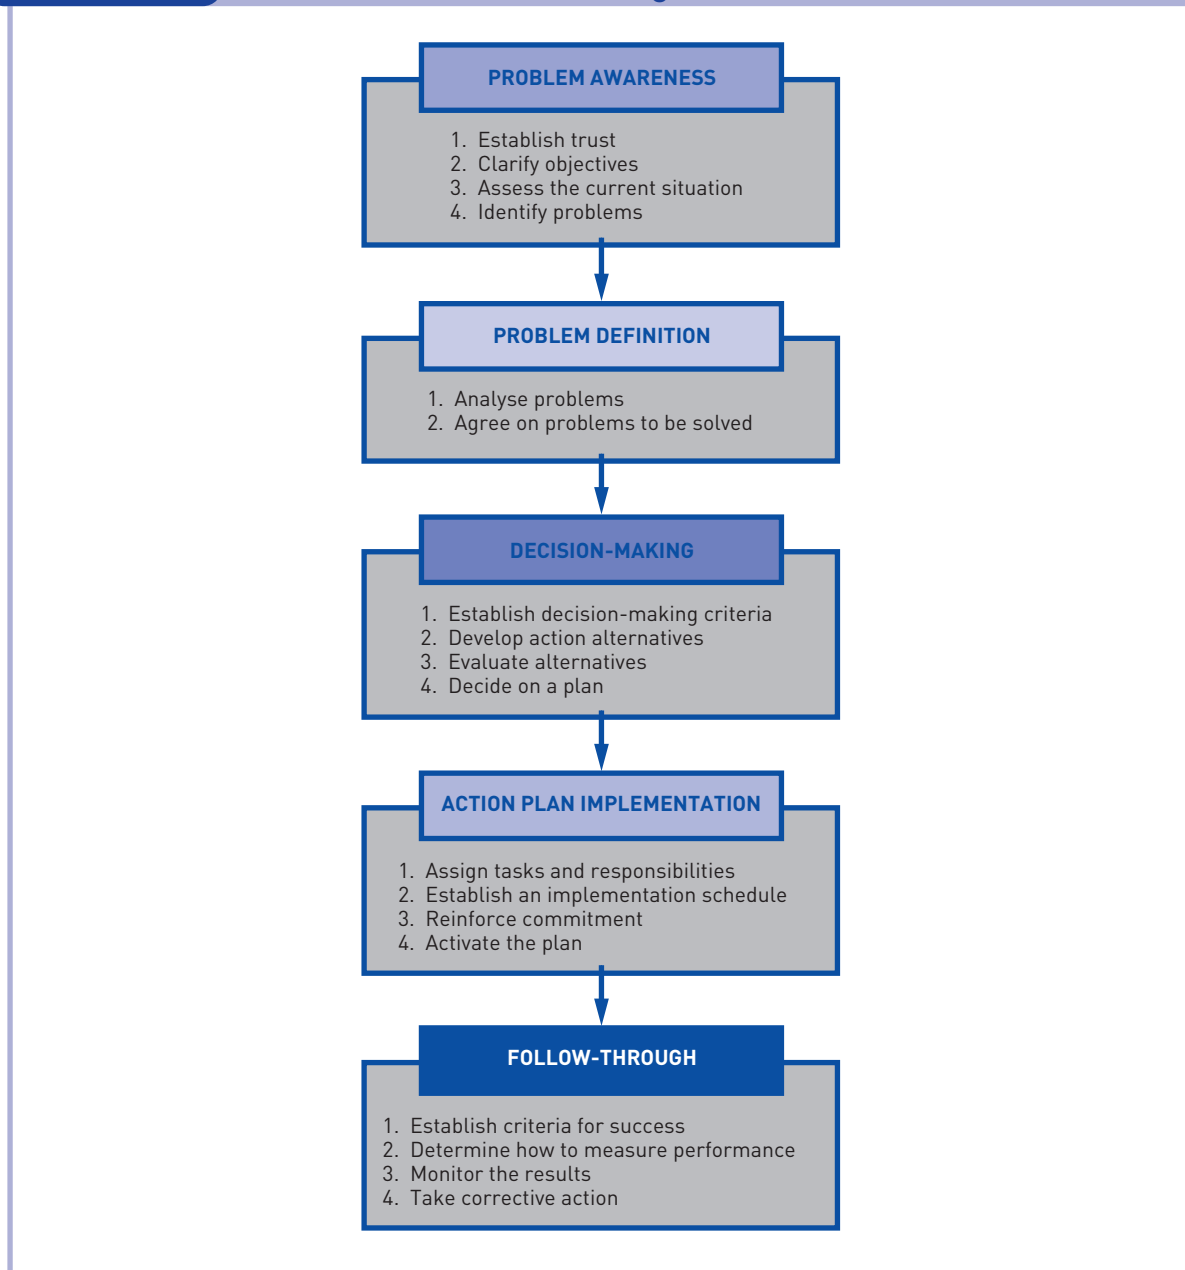 PROBLEM AWARENESS
1. Establish trust
2. Clarify objectives
3. Assess the current situation
4. Identify problems
PROBLEM DEFINITION
1. Analyse problems
2. Agree on problems to be solved
DECISION-MAKING
1. Establish decision-making criteria
2. Develop action alternatives
3. Evaluate alternatives
4. Decide on a plan
ACTION PLAN IMPLEMENTATION
1. Assign tasks and responsibilities
2. Establish an implementation schedule
3. Reinforce commitment
4. Activate the plan
FOLLOW-THROUGH
1. Establish criteria for success
2. Determine how to measure performance
3. Monitor the results
4. Take corrective action